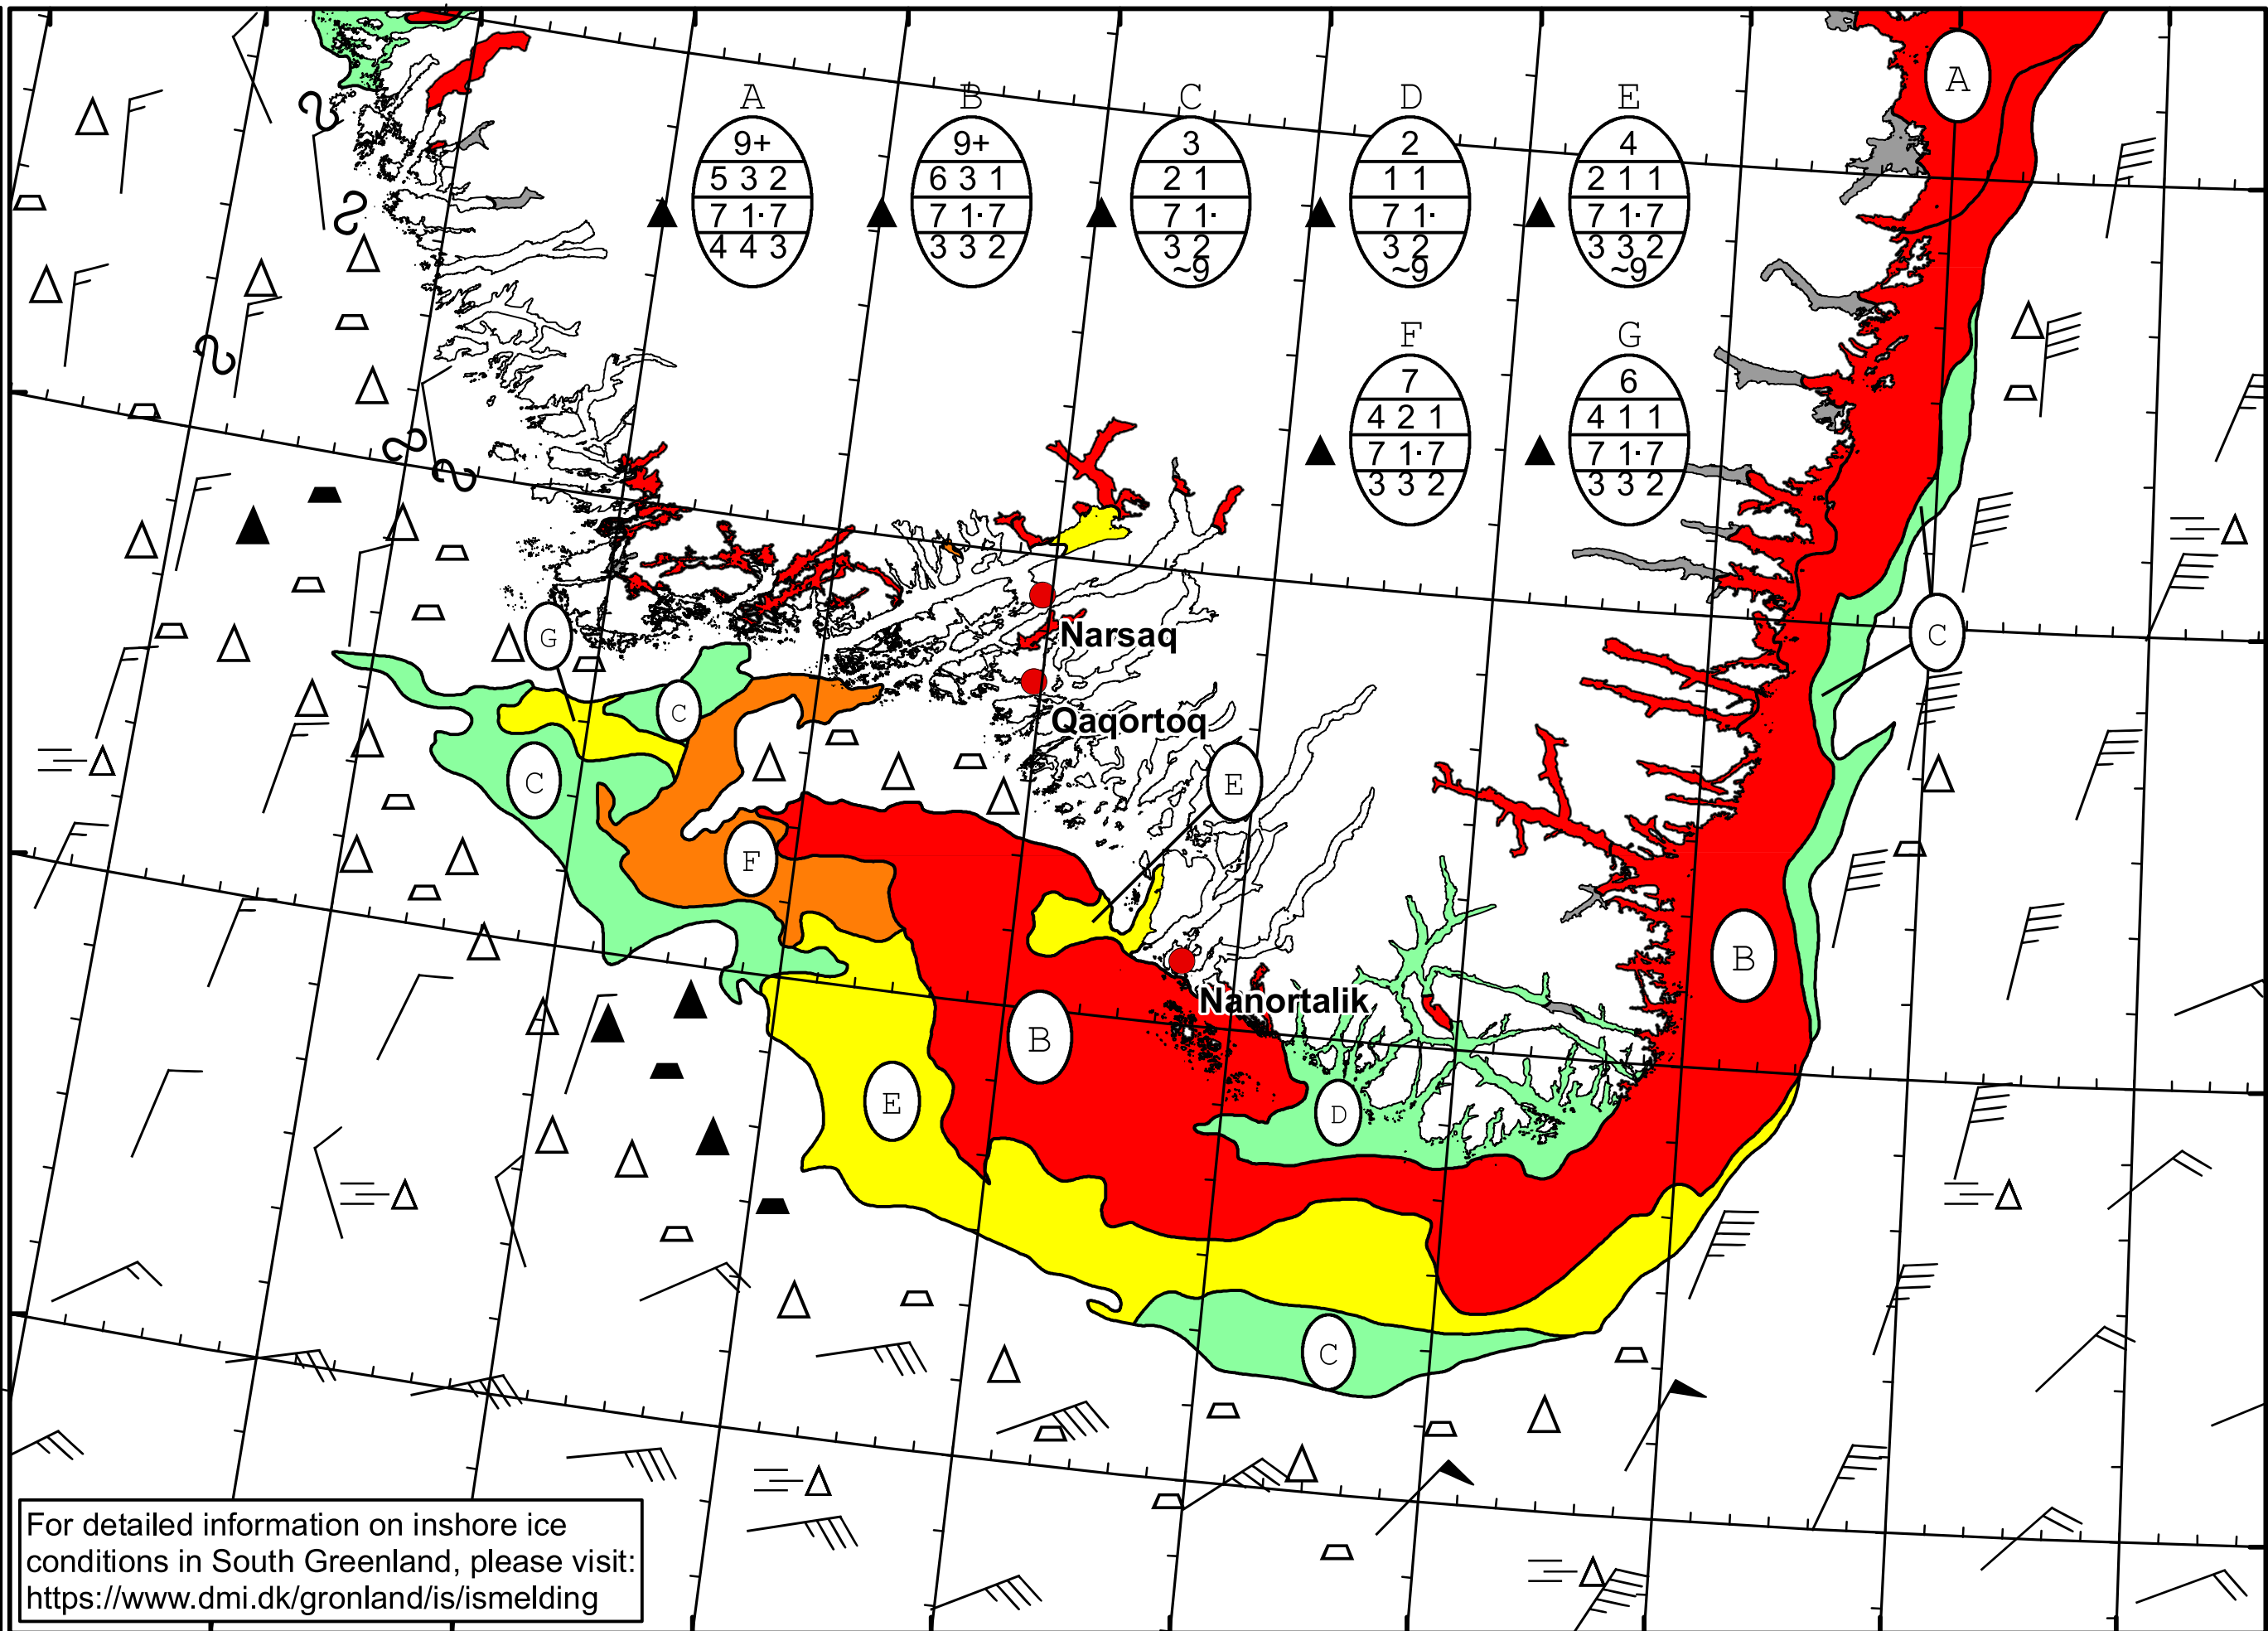 A B C D E
9+ 9+ 3 2 4
5 3 2 6 3 1 2 1 1 1 2 1 1
7 1· 7 7 1· 7 7 1· 7 1· 7 1· 7
4 4 3 3 3 2 3 2 3 2 3 3 2
~9 ~9 ~9
F G
7 6
4 2 1 4 1 1
7 1· 7 7 1· 7
3 3 2 3 3 2
A
Narsaq
G
C
C
Qaqortoq
C
E
F
B
Nanortalik
B
E
D
C
For detailed information on inshore ice
conditions in South Greenland, please visit:
https://www.dmi.dk/gronland/is/ismelding